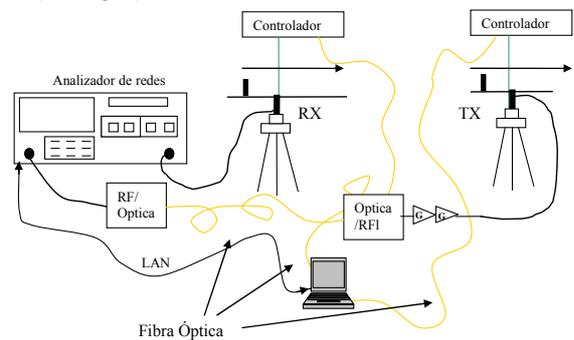 Controlador
Controlador
Analizador de redes
RX
TX
RF/
Optica
Optica
/RFl
G
G
LAN
Fibra Óptica